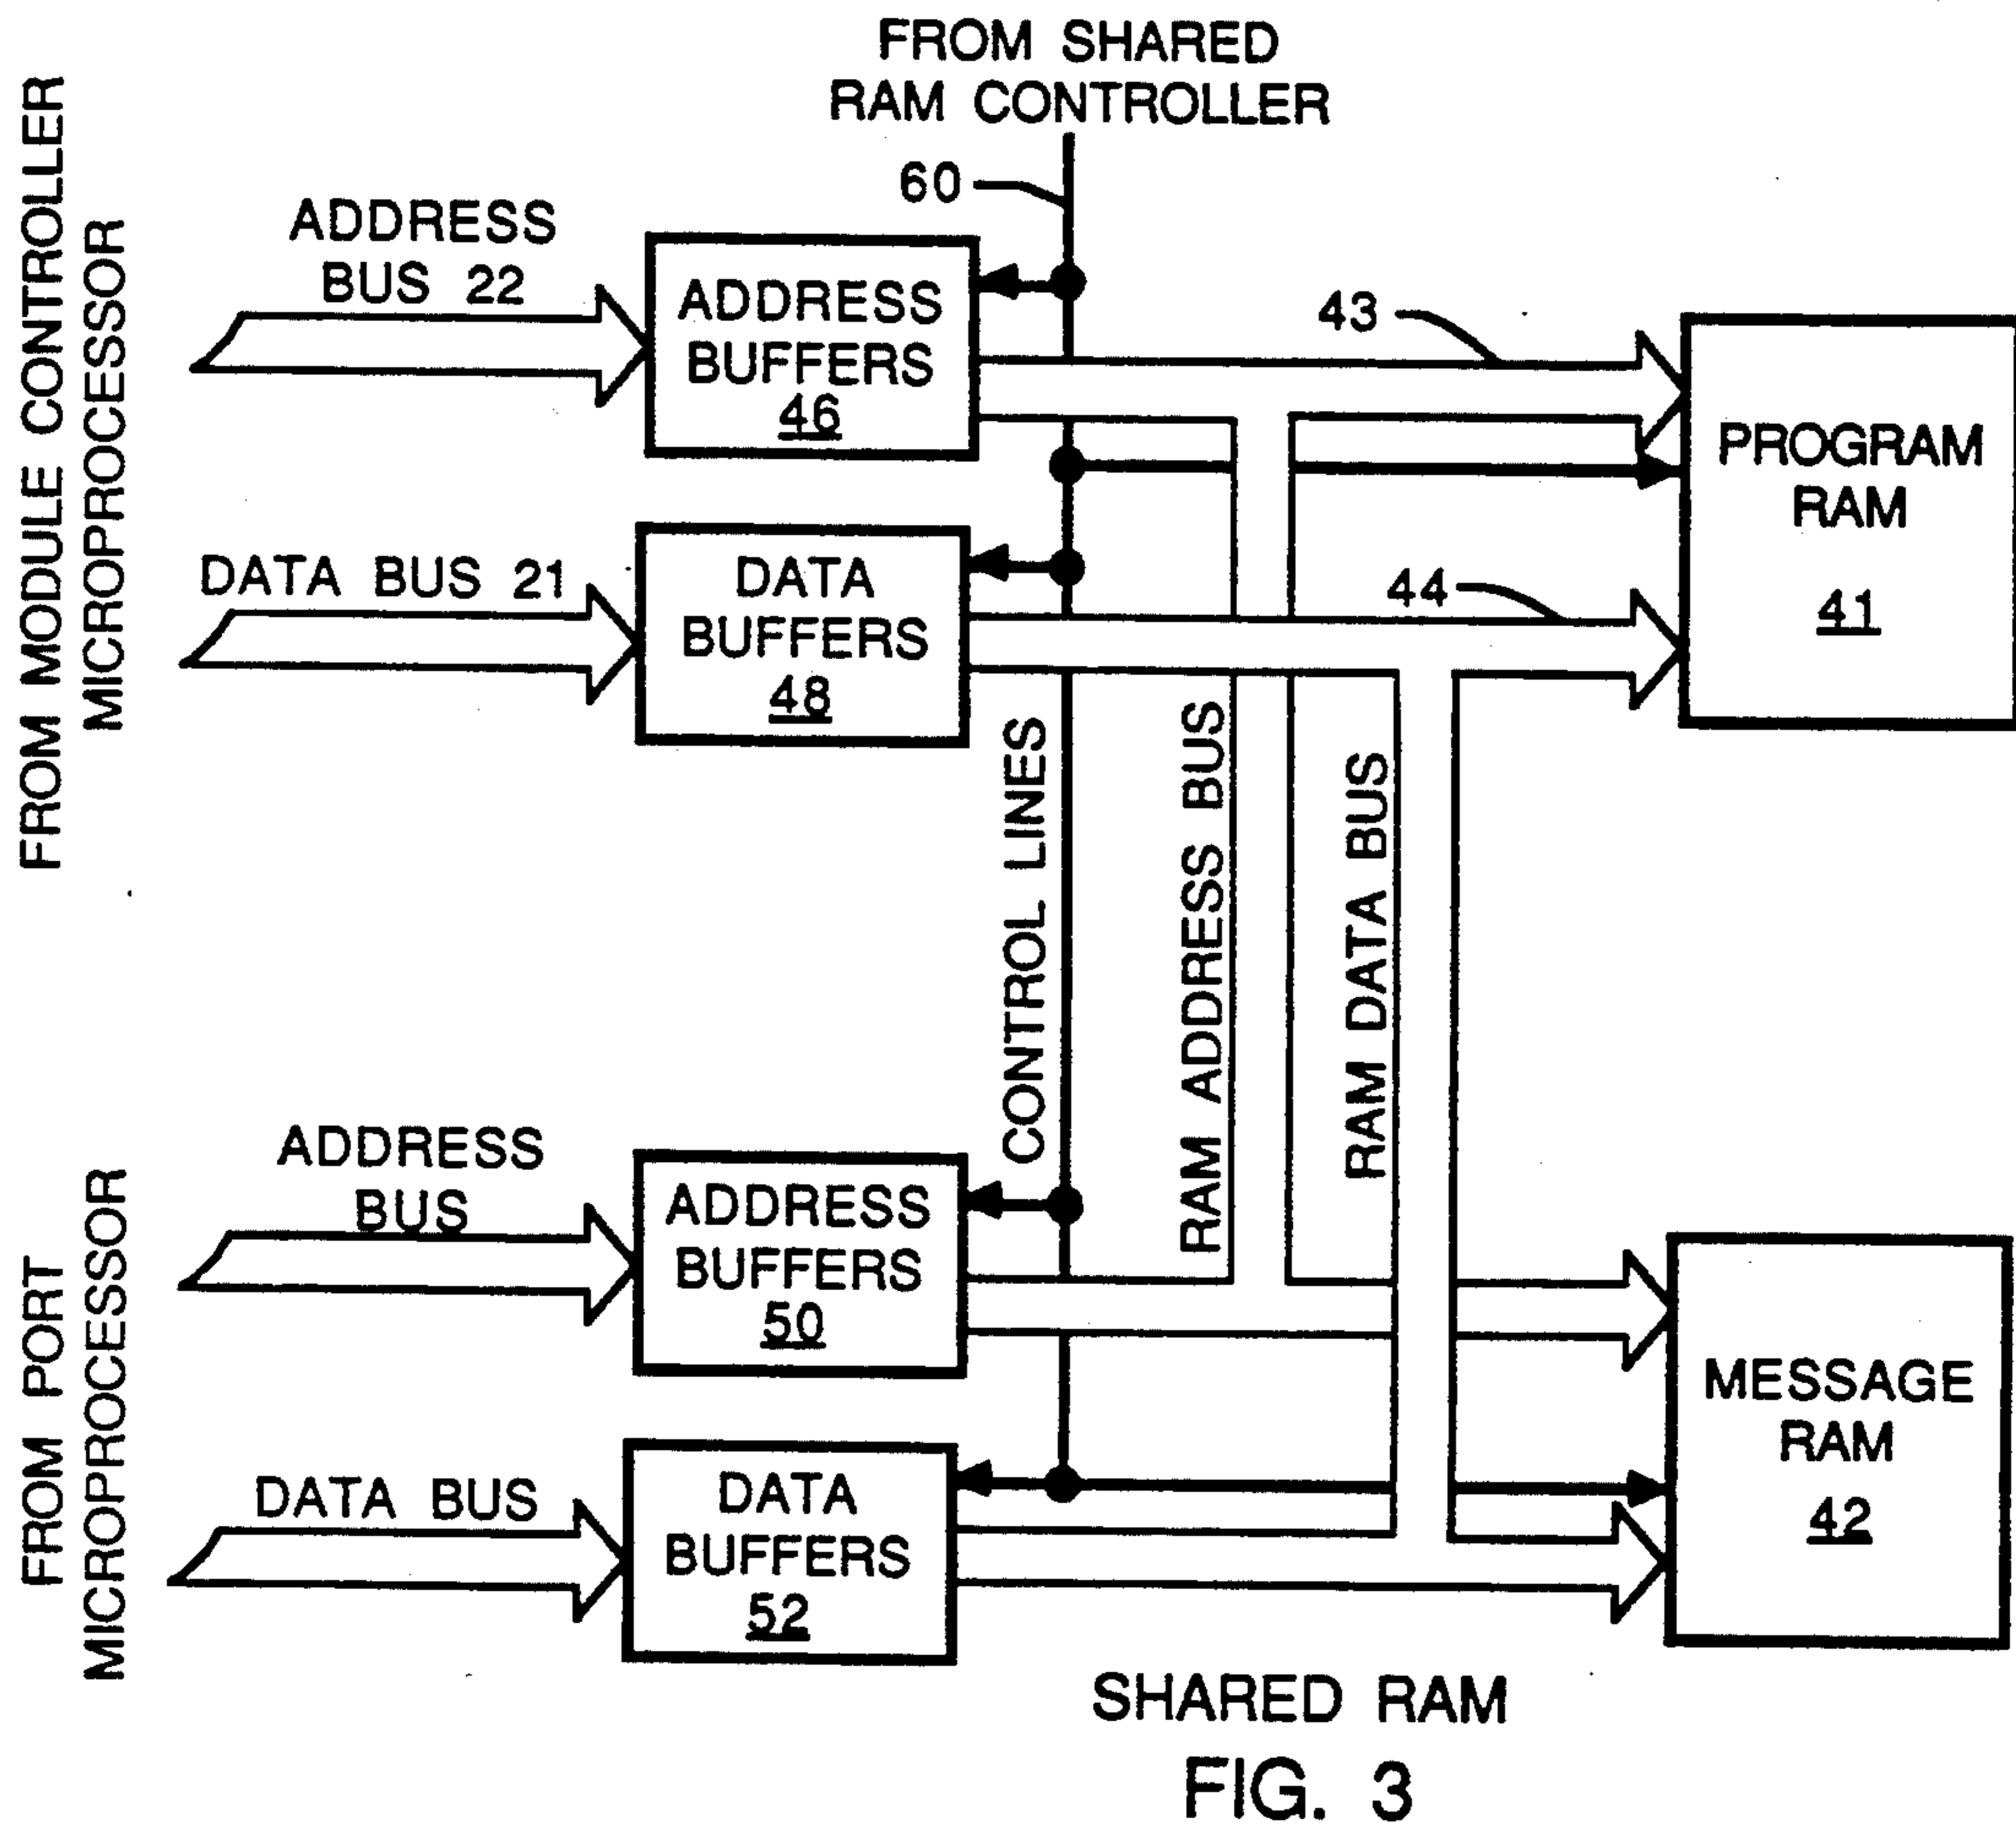 FROM SHARED
RAM CONTROLLER
60
FROM MODULE CONTROLLER
MICROPROCESSOR
ADDRESS
BUS 22
ADDRESS
BUFFERS
46
43
PROGRAM
RAM
41
DATA BUS 21
DATA
BUFFERS
48
44
CONTROL LINES
RAM ADDRESS BUS
RAM DATA BUS
FROM PORT
MICROPROCESSOR
ADDRESS
BUS
ADDRESS
BUFFERS
50
MESSAGE
RAM
42
DATA BUS
DATA
BUFFERS
52
SHARED RAM
FIG. 3